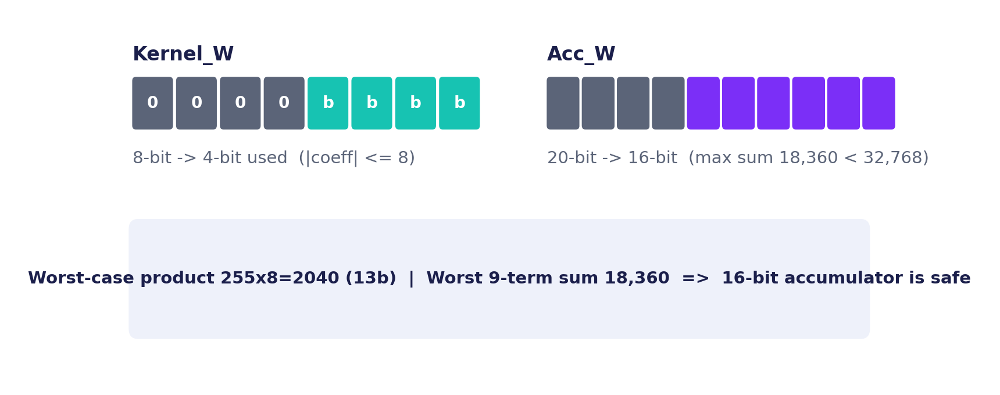 Kernel_W
0 0 0 0 b b b b
8-bit -> 4-bit used (|coeff| <= 8)
Acc_W
20-bit -> 16-bit (max sum 18,360 < 32,768)
Worst-case product 255x8=2040 (13b) | Worst 9-term sum 18,360 => 16-bit accumulator is safe